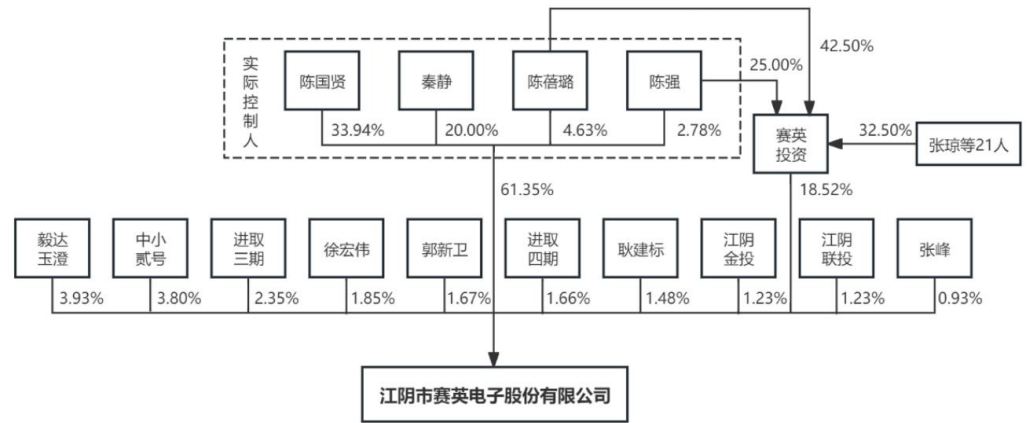 42.50%
25.00%
实际控制人
陈国贤
秦静
陈蓓璐
陈强
33.94%
20.00%
4.63%
2.78%
赛英
投资
32.50%
张琼等21人
61.35%
18.52%
毅达
玉澄
中小
贰号
进取
三期
徐宏伟
郭新卫
进取
四期
耿建标
江阴
金投
江阴
联投
张峰
3.93%
3.80%
2.35%
1.85%
1.67%
1.66%
1.48%
1.23%
1.23%
0.93%
江阴市赛英电子股份有限公司